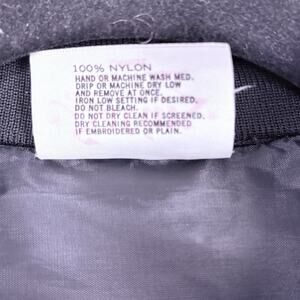 100% NYLON
HAND OR MACHINE WASH MED.
DRIP OR MACHINE DRY LOW
AND REMOVE AT ONCE.
IRON LOW SETTING IF DESIRED.
DO NOT BLEACH.
DO NOT DRY CLEAN IF SCREENED.
DRY CLEANING RECOMMENDED
IF EMBROIDERED OR PLAIN.